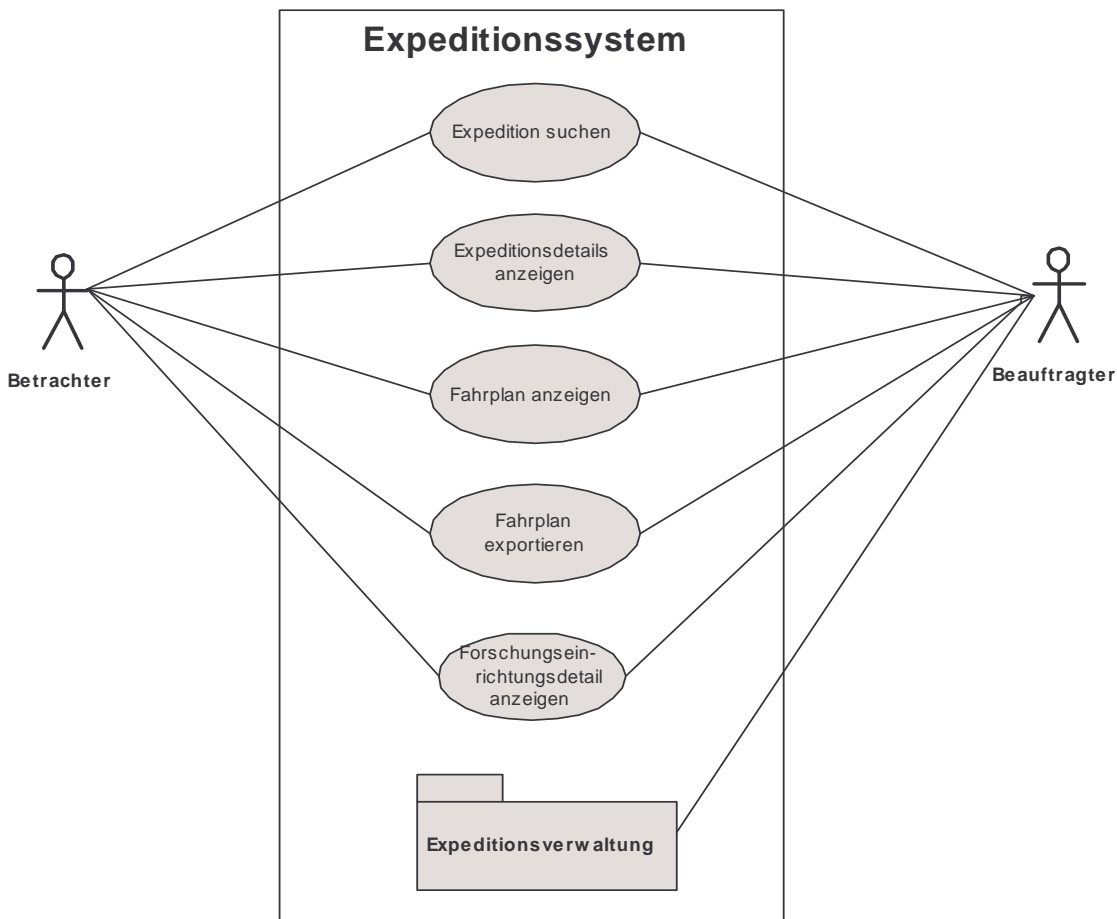 Expeditionssystem
Expedition suchen
Expeditionsdetails
anzeigen
Betrachter
Beauftragter
Fahrplan anzeigen
Fahrplan
exportieren
Forschungsein-
richtungsdetail
anzeigen
Expeditionsverwaltung